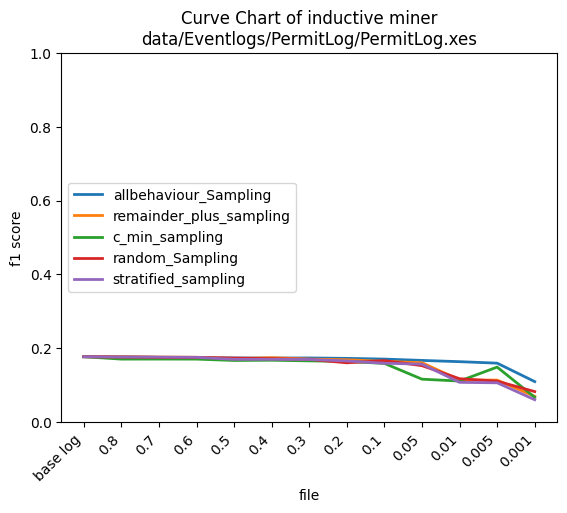 Curve Chart of inductive miner
data/Eventlogs/PermitLog/PermitLog.xes
1.0
0.8
0.6
0.4
0.2
0.0
f1 score
allbehaviour_Sampling
remainder_plus_sampling
c_min_sampling
random_Sampling
stratified_sampling
base log
0.8
0.7
0.6
0.5
0.4
0.3
0.2
0.1
0.05
0.01
0.005
0.001
file